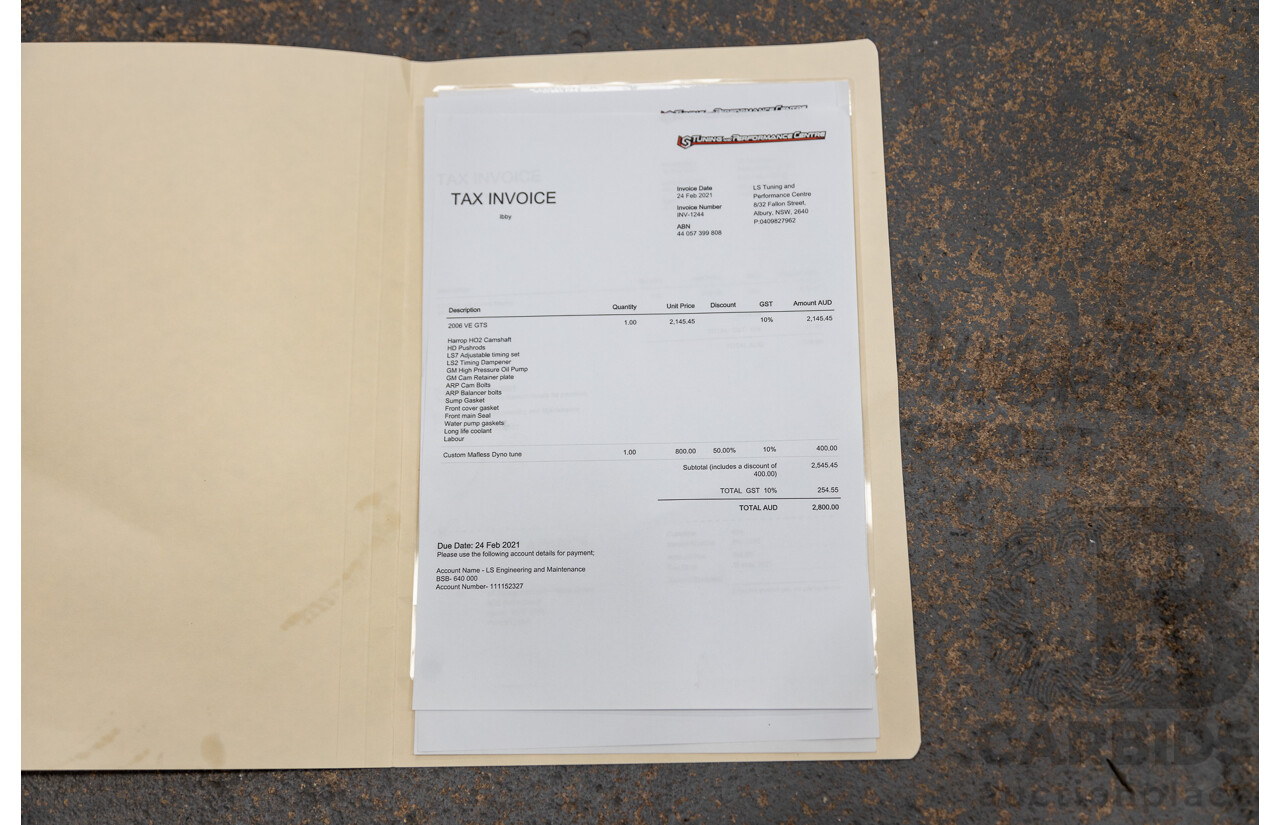 LS TUNING AND PERFORMANCE CENTRE
TAX INVOICE
Ibby
Invoice Date
24 Feb 2021
Invoice Number
INV-1244
ABN
44 057 399 808
LS Tuning and
Performance Centre
8/32 Fallon Street,
Albury, NSW, 2640
P:0409827962
Description Quantity Unit Price Discount GST Amount AUD
2006 VE GTS 1.00 2,145.45 10% 2,145.45
Harrop HO2 Camshaft
HD Pushrods
LS7 Adjustable timing set
LS2 Timing Dampener
GM High Pressure Oil Pump
GM Cam Retainer plate
ARP Cam Bolts
ARP Balancer bolts
Sump Gasket
Front cover gasket
Front main Seal
Water pump gaskets
Long life coolant
Labour
Custom Mafless Dyno tune 1.00 800.00 50.00% 10% 400.00
Subtotal (includes a discount of
400.00) 2,545.45
TOTAL GST 10% 254.55
TOTAL AUD 2,800.00
Due Date: 24 Feb 2021
Please use the following account details for payment;
Account Name - LS Engineering and Maintenance
BSB- 640 000
Account Number- 111152327
CARBIDS
auctionplace